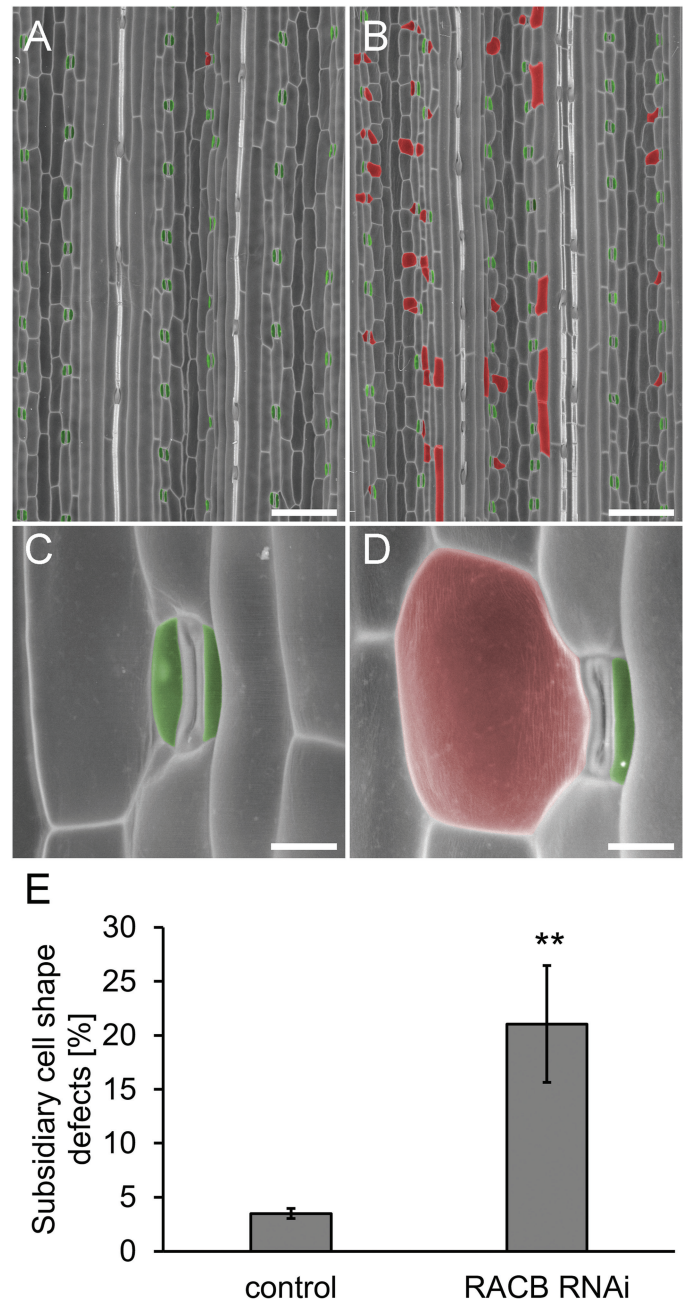 A
B
C
D
E
Subsidiary cell shape
defects [%]
30
25
20
15
10
5
0
**
control
RACB RNAi